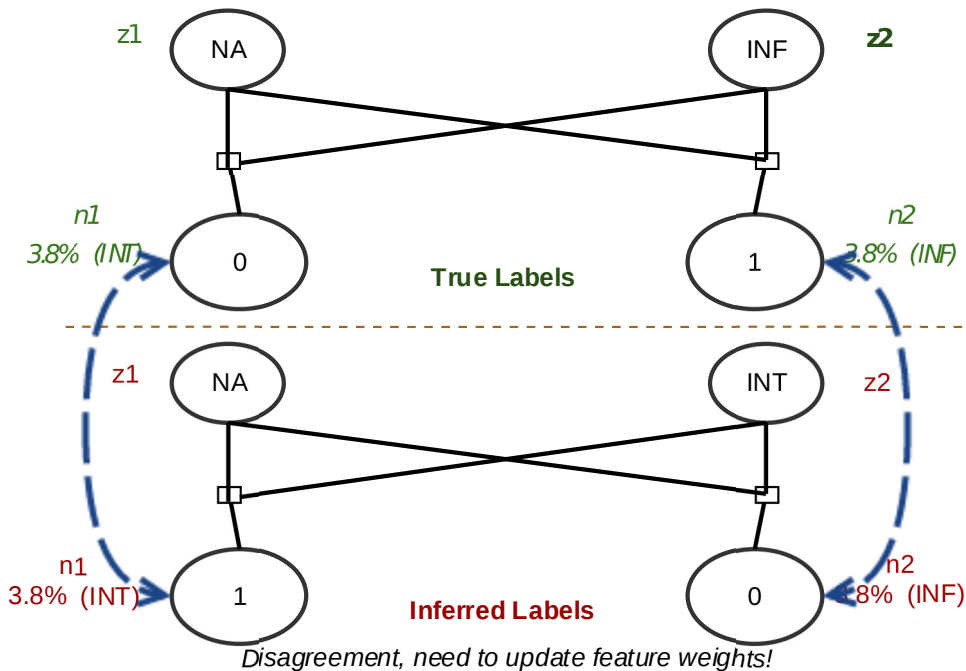 z1 NA INF z2
n1 n2
3.8% (INT) 0 1 3.8% (INF)
True Labels
z1 NA INT z2
n1 n2
3.8% (INT) 1 0 3.8% (INF)
Inferred Labels
Disagreement, need to update feature weights!